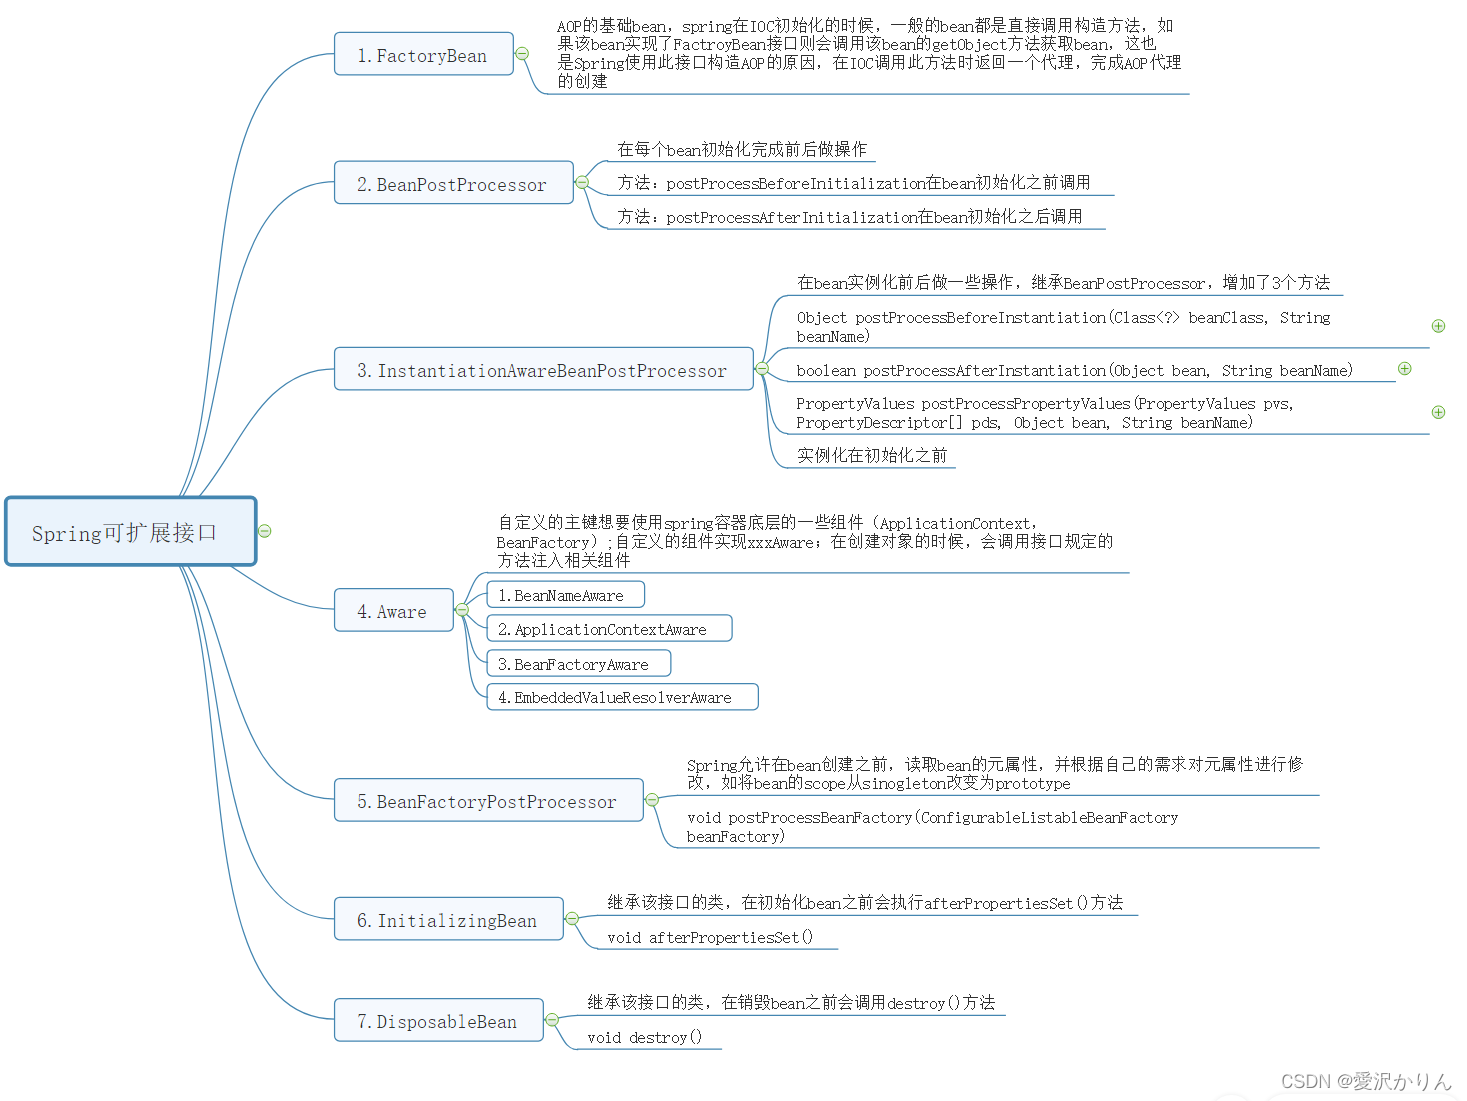 1.FactoryBean
AOP的基础bean，spring在IOC初始化的时候，一般的bean都是直接调用构造方法，如
果该bean实现了FactroyBean接口则会调用该bean的getObject方法获取bean，这也
是Spring使用此接口构造AOP的原因，在IOC调用此方法时返回一个代理，完成AOP代理
的创建
2.BeanPostProcessor
在每个bean初始化完成前后做操作
方法：postProcessBeforeInitialization在bean初始化之前调用
方法：postProcessAfterInitialization在bean初始化之后调用
3.InstantiationAwareBeanPostProcessor
在bean实例化前后做一些操作，继承BeanPostProcessor，增加了3个方法
Object postProcessBeforeInstantiation(Class<?> beanClass, String
beanName)
boolean postProcessAfterInstantiation(Object bean, String beanName)
PropertyValues postProcessPropertyValues(PropertyValues pvs,
PropertyDescriptor[] pds, Object bean, String beanName)
实例化在初始化之前
Spring可扩展接口
4.Aware
自定义的主键想要使用spring容器底层的一些组件（ApplicationContext，
BeanFactory）;自定义的组件实现xxxAware；在创建对象的时候，会调用接口规定的
方法注入相关组件
1.BeanNameAware
2.ApplicationContextAware
3.BeanFactoryAware
4.EmbeddedValueResolverAware
5.BeanFactoryPostProcessor
Spring允许在bean创建之前，读取bean的元属性，并根据自己的需求对元属性进行修
改，如将bean的scope从sinogleton改变为prototype
void postProcessBeanFactory(ConfigurableListableBeanFactory
beanFactory)
6.InitializingBean
继承该接口的类，在初始化bean之前会执行afterPropertiesSet()方法
void afterPropertiesSet()
7.DisposableBean
继承该接口的类，在销毁bean之前会调用destroy()方法
void destroy()
CSDN @愛沢かりん